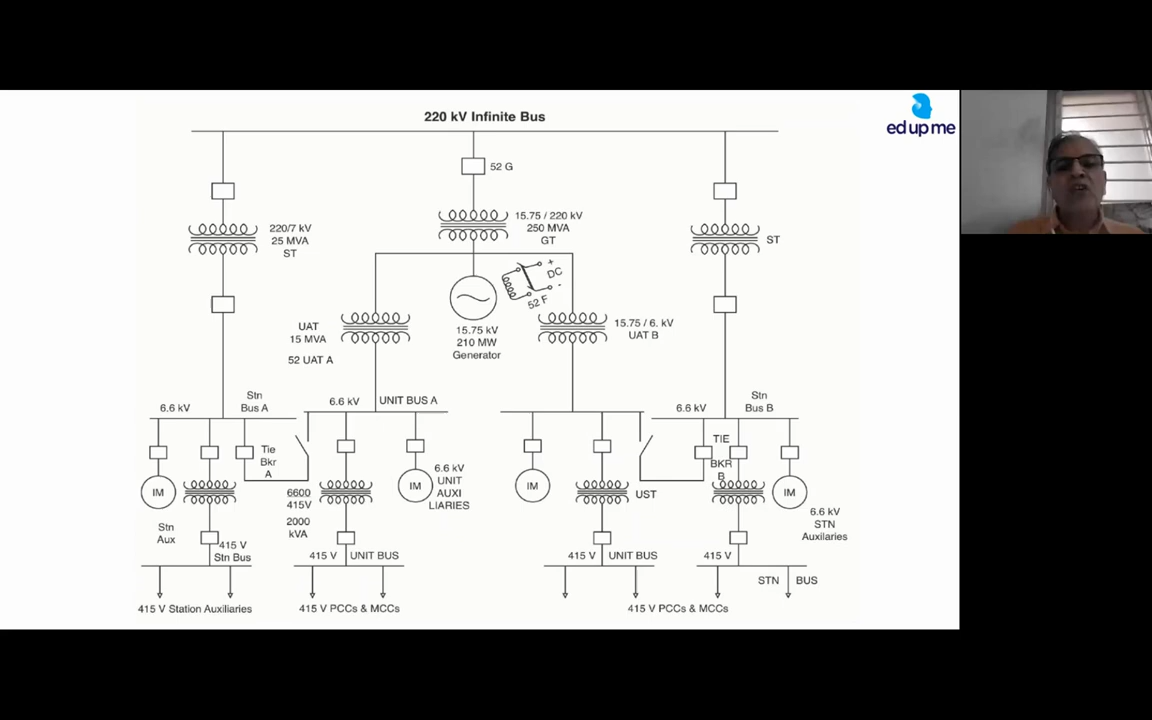 220 kV Infinite Bus
ed up me
52 G
15.75 / 220 kV
250 MVA
GT
220/7 kV
25 MVA
ST
ST
+
DC
-
52 F
UAT
15 MVA
52 UAT A
15.75 kV
210 MW
Generator
15.75 / 6. kV
UAT B
6.6 kV
Stn
Bus A
6.6 kV
UNIT BUS A
6.6 kV
Stn
Bus B
Tie
Bkr
A
TIE
BKR
B
IM
IM
IM
IM
6.6 kV
UNIT
AUXI
LIARIES
6600
415V
2000
kVA
UST
Stn
Aux
6.6 kV
STN
Auxilaries
415 V
Stn Bus
415 V
UNIT BUS
415 V
UNIT BUS
415 V
STN
BUS
415 V Station Auxiliaries
415 V PCCs & MCCs
415 V PCCs & MCCs